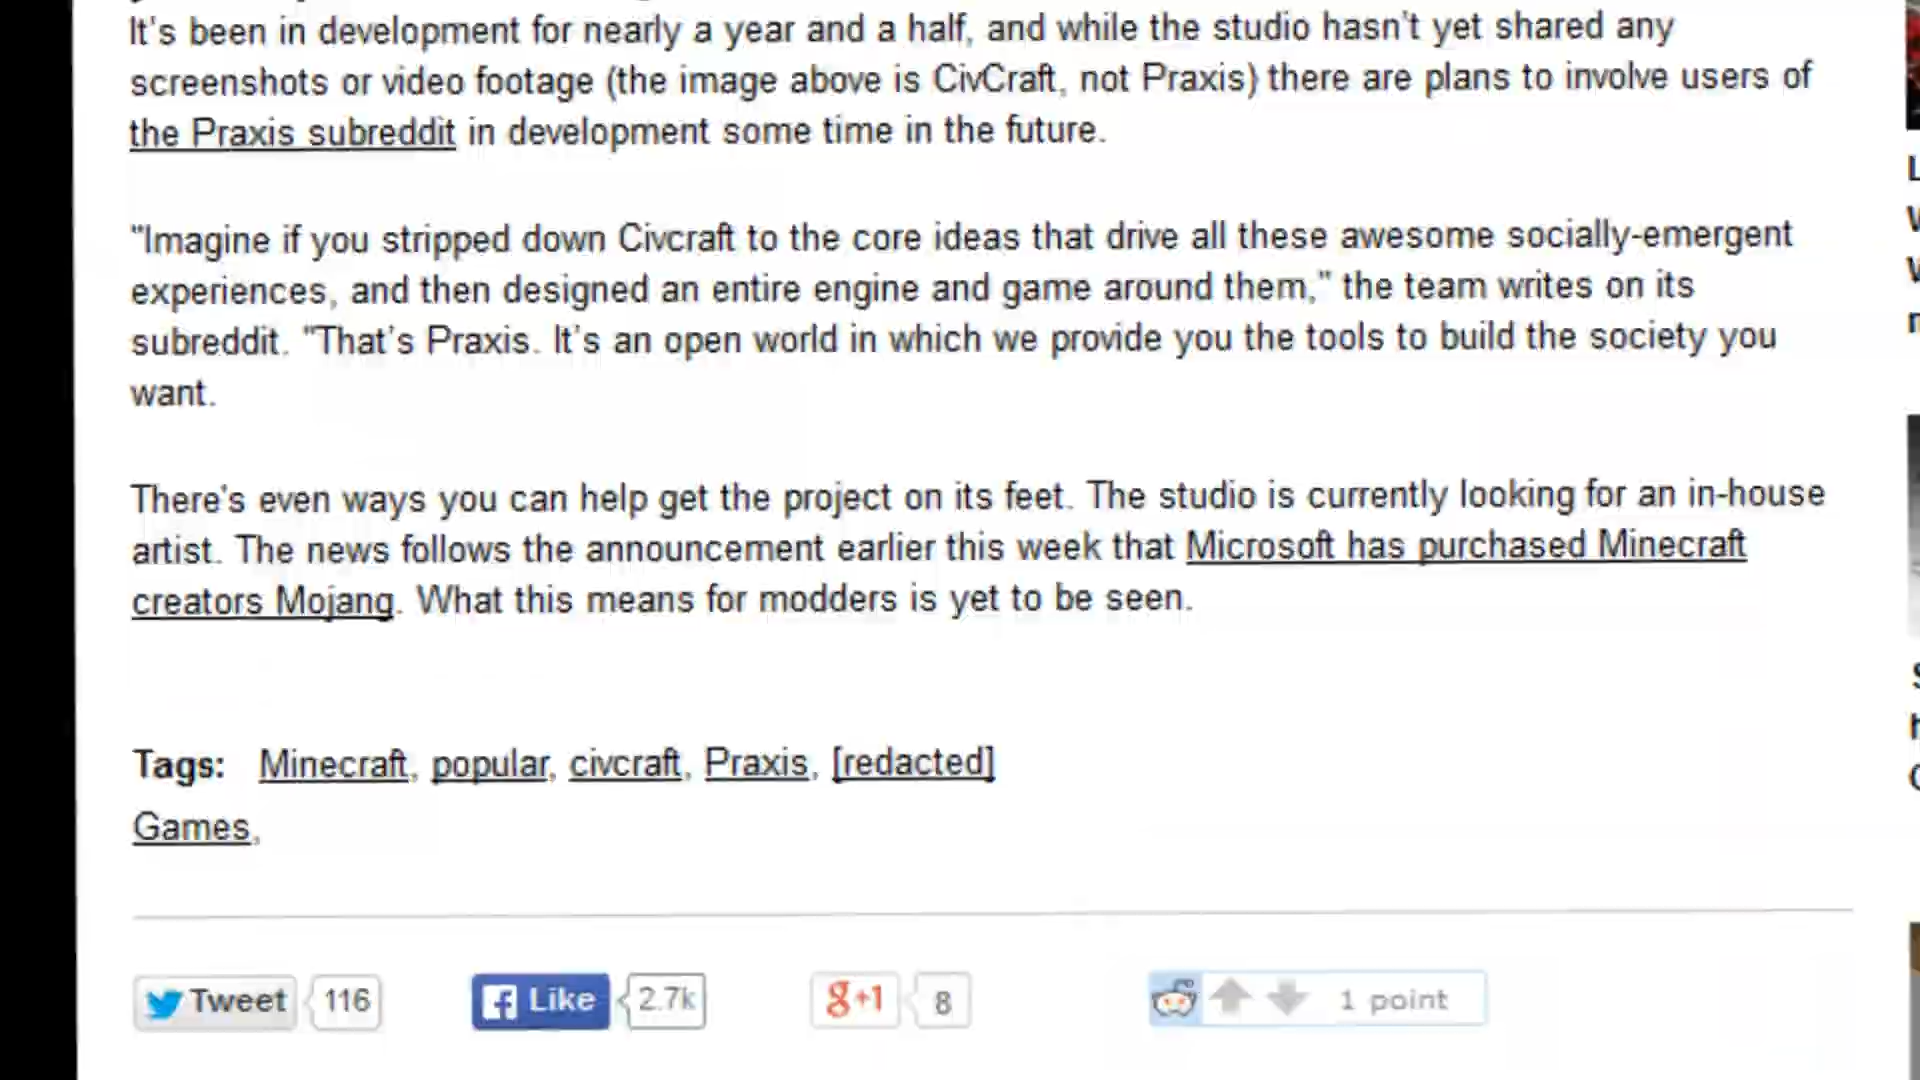 It's been in development for nearly a year and a half, and while the studio hasn't yet shared any
screenshots or video footage (the image above is CivCraft, not Praxis) there are plans to involve users of
the Praxis subreddit in development some time in the future.
"Imagine if you stripped down Civcraft to the core ideas that drive all these awesome socially-emergent
experiences, and then designed an entire engine and game around them," the team writes on its
subreddit. "That's Praxis. It's an open world in which we provide you the tools to build the society you
want.
There's even ways you can help get the project on its feet. The studio is currently looking for an in-house
artist. The news follows the announcement earlier this week that Microsoft has purchased Minecraft
creators Mojang. What this means for modders is yet to be seen.
Tags: Minecraft, popular, civcraft, Praxis, [redacted]
Games,
Tweet 116 Like 2.7k g+1 8 1 point